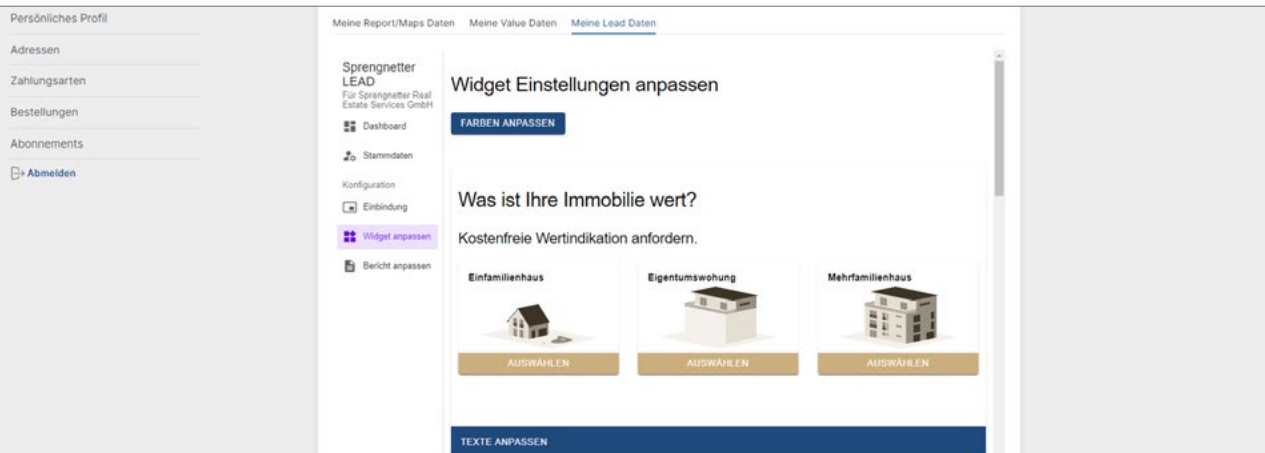 Persönliches Profil
Adressen
Zahlungsarten
Bestellungen
Abonnements
Abmelden
Meine Report/Maps Daten Meine Value Daten Meine Lead Daten
Sprengnetter
LEAD
Für Sprengnetter Real
Estate Services GmbH
Dashboard
Stammdaten
Konfiguration
Einbindung
Widget anpassen
Bericht anpassen
Widget Einstellungen anpassen
FARBEN ANPASSEN
Was ist Ihre Immobilie wert?
Kostenfreie Wertindikation anfordern.
Einfamilienhaus Eigentumswohung Mehrfamilienhaus
AUSWÄHLEN AUSWÄHLEN AUSWÄHLEN
TEXTE ANPASSEN